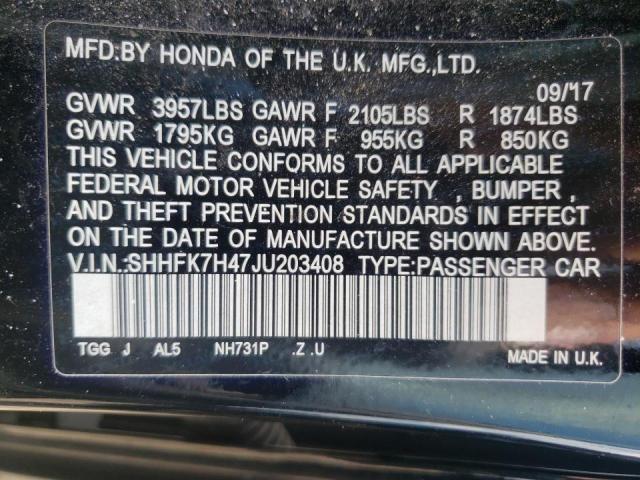 MFD.BY HONDA OF THE U.K. MFG.,LTD.
09/17
GVWR 3957LBS GAWR F 2105LBS R 1874LBS
GVWR 1795KG GAWR F 955KG R 850KG
THIS VEHICLE CONFORMS TO ALL APPLICABLE
FEDERAL MOTOR VEHICLE SAFETY , BUMPER ,
AND THEFT PREVENTION STANDARDS IN EFFECT
ON THE DATE OF MANUFACTURE SHOWN ABOVE.
V.I.N.:SHHFK7H47JU203408 TYPE:PASSENGER CAR
TGG J AL5 NH731P .Z .U MADE IN U.K.